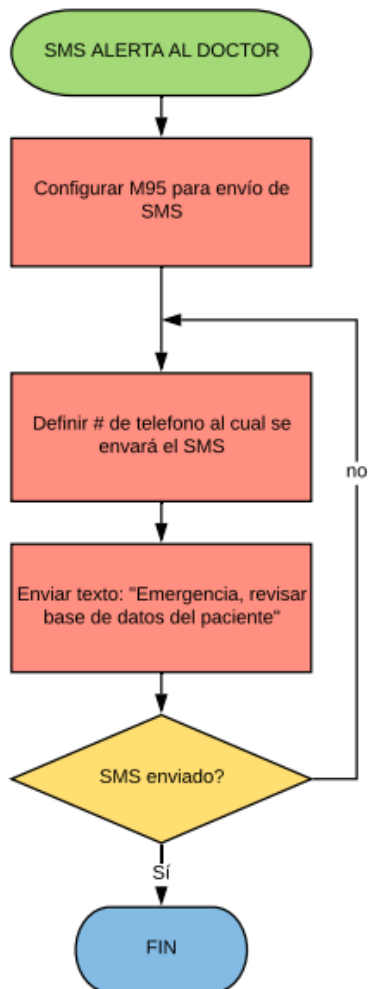 SMS ALERTA AL DOCTOR
Configurar M95 para envío de
SMS
Definir # de telefono al cual se
envará el SMS
no
Enviar texto: "Emergencia, revisar
base de datos del paciente"
SMS enviado?
Sí
FIN